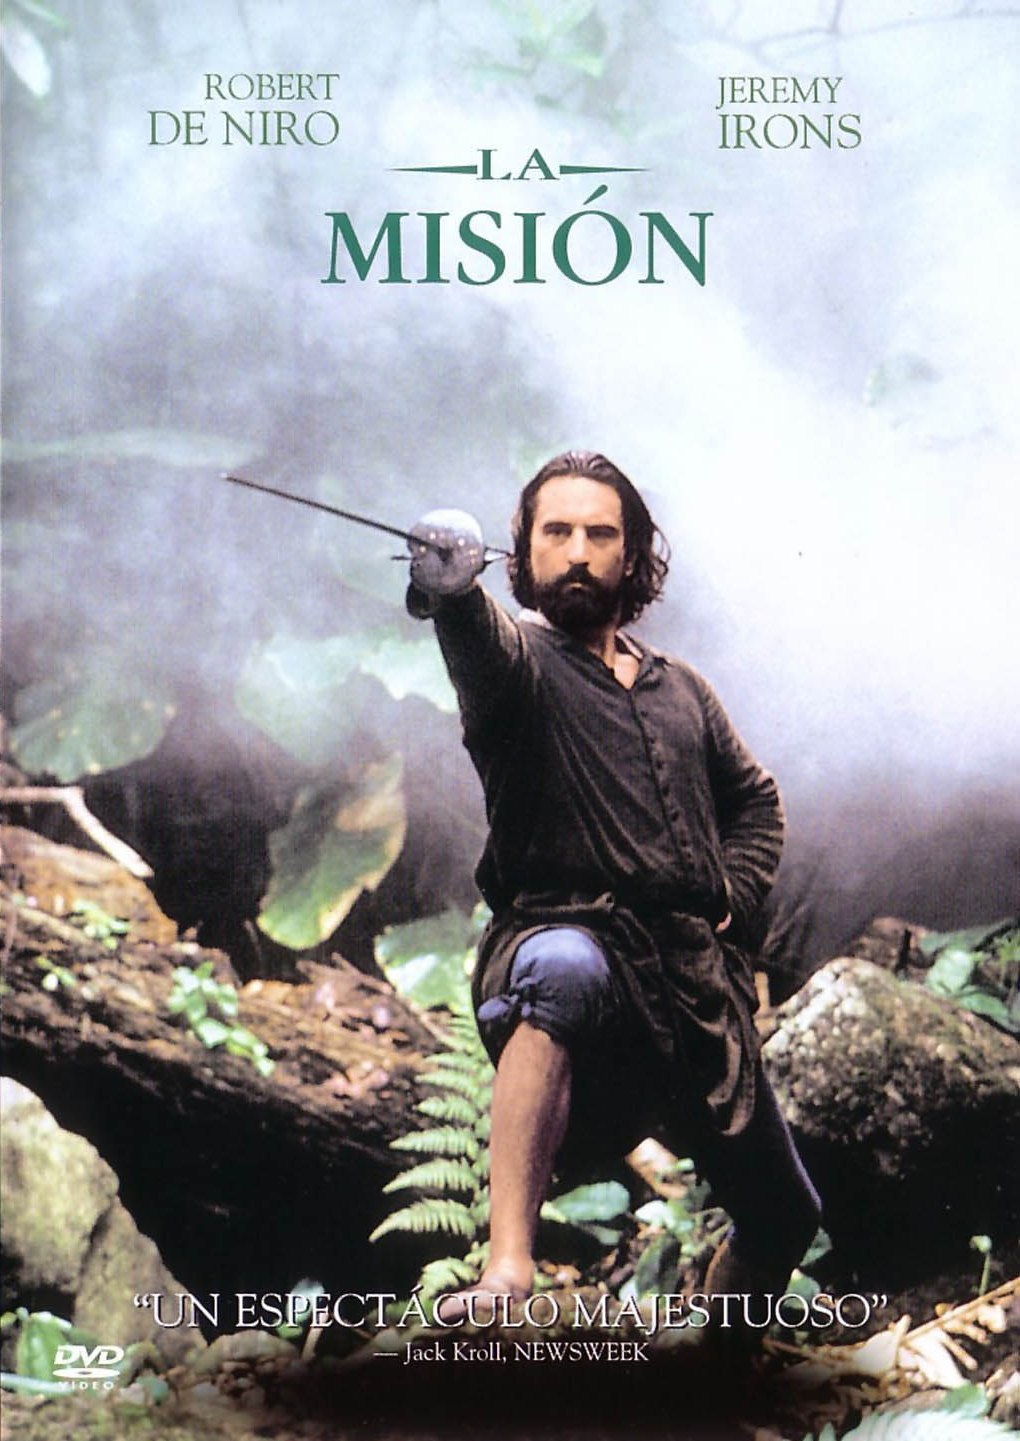 ROBERT
DE NIRO
JEREMY
IRONS
LA
MISIÓN
“UN ESPECTÁCULO MAJESTUOSO”
— Jack Kroll, NEWSWEEK
DVD
VIDEO